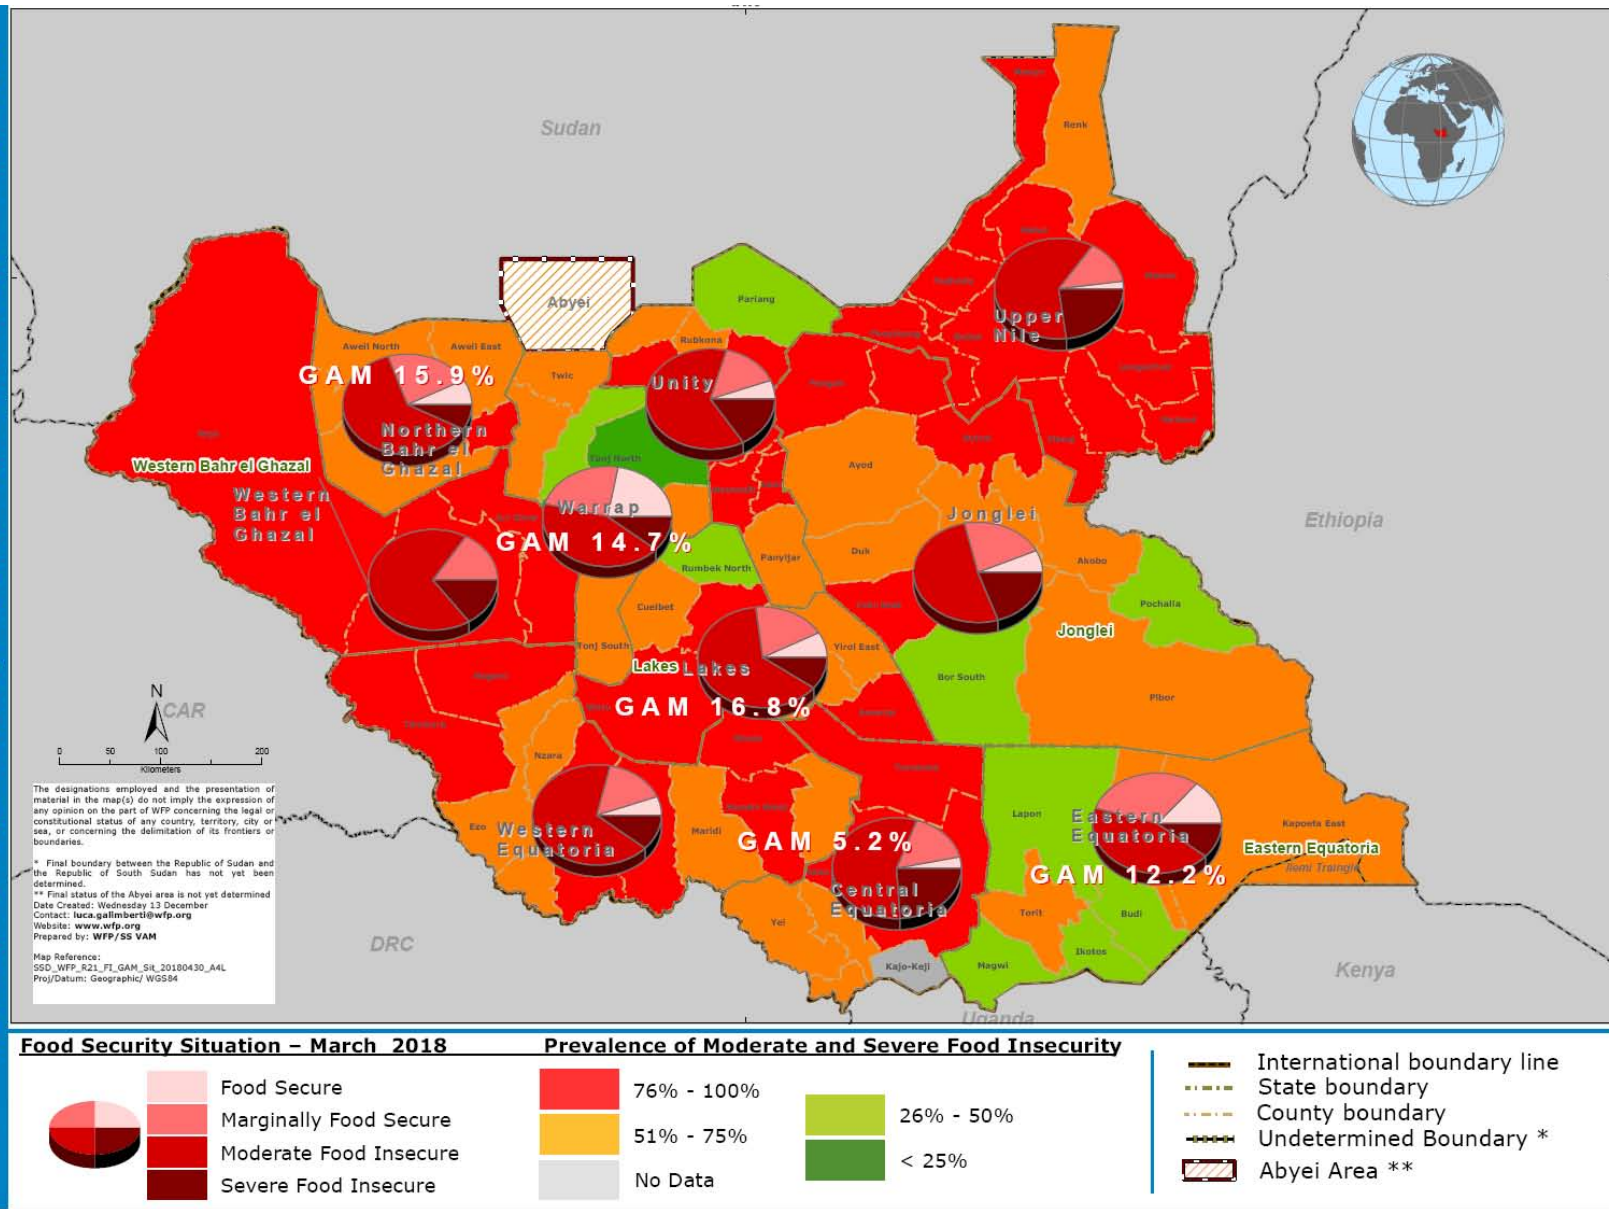 Sudan
Renk
Abyei
Pariang
Aweil North
Aweil East
Rubkona
Twic
GAM 15.9%
Unity
Upper
Nile
Northern
Bahr el
Ghazal
Western Bahr el Ghazal
Western
Bahr el
Ghazal
Tonj North
Ayod
Warrap
Jonglei
Ethiopia
GAM 14.7%
Duk
Panyijar
Akobo
Rumbek North
Cueibet
Pochalla
Jonglei
Tonj South
Yirol East
Lakes
Lakes
Bor South
Pibor
GAM 16.8%
N
CAR
0 50 100 200
Kilometers
Nzara
Ezo
Western
Equatoria
Maridi
GAM 5.2%
Lapon
Eastern
Equatoria
Kapoeta East
Eastern Equatoria
GAM 12.2%
Central
Equatoria
Torit
Budi
Yei
Ikotos
Kajo-Keji
Magwi
DRC
Kenya
Uganda
The designations employed and the presentation of
material in the map(s) do not imply the expression of
any opinion on the part of WFP concerning the legal or
constitutional status of any country, territory, city or
sea, or concerning the delimitation of its frontiers or
boundaries.
* Final boundary between the Republic of Sudan and
the Republic of South Sudan has not yet been
determined.
** Final status of the Abyei area is not yet determined
Date Created: Wednesday 13 December
Contact: luca.galimberti@wfp.org
Website: www.wfp.org
Prepared by: WFP/SS VAM
Map Reference:
SSD_WFP_R21_FI_GAM_Sit_20180430_A4L
Proj/Datum: Geographic/ WGS84
Food Security Situation – March 2018
Food Secure
Marginally Food Secure
Moderate Food Insecure
Severe Food Insecure
Prevalence of Moderate and Severe Food Insecurity
76% - 100%
51% - 75%
No Data
26% - 50%
< 25%
International boundary line
State boundary
County boundary
Undetermined Boundary *
Abyei Area **